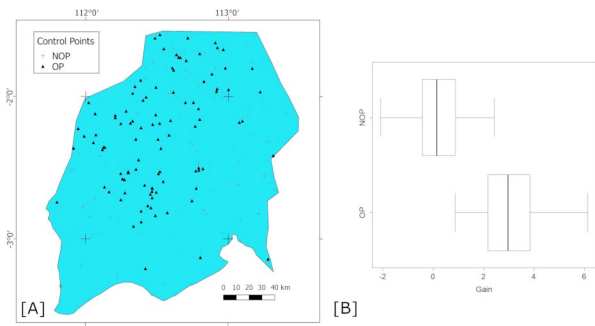 112°0' 113°0'
Control Points
NOP
OP
-2°0'
-3°0'
0 10 20 30 40 km
[A]
NOP
OP
-2 0 2 4 6
Gain
[B]